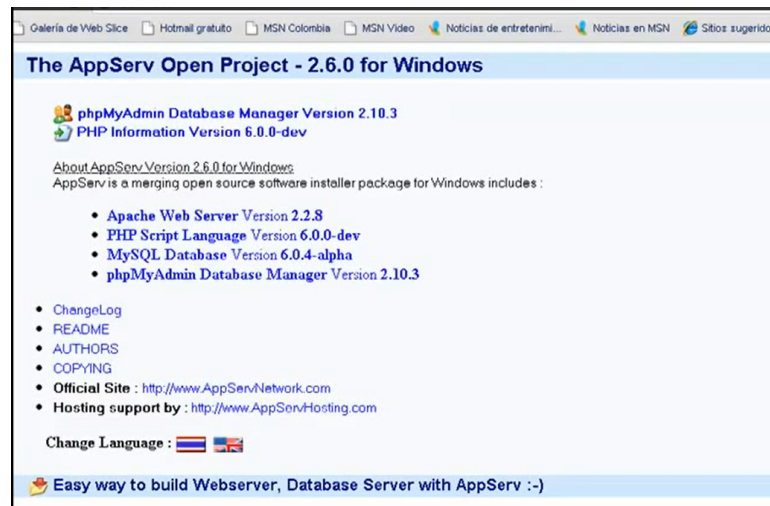 Galería de Web Slice Hotmail gratuito MSN Colombia MSN Video Noticias de entretenimi... Noticias en MSN Sitios sugerido
The AppServ Open Project - 2.6.0 for Windows
phpMyAdmin Database Manager Version 2.10.3
PHP Information Version 6.0.0-dev
About AppServ Version 2.6.0 for Windows
AppServ is a merging open source software installer package for Windows includes :
Apache Web Server Version 2.2.8
PHP Script Language Version 6.0.0-dev
MySQL Database Version 6.0.4-alpha
phpMyAdmin Database Manager Version 2.10.3
ChangeLog
README
AUTHORS
COPYING
Official Site : http://www.AppServNetwork.com
Hosting support by : http://www.AppServHosting.com
Change Language :
Easy way to build Webserver, Database Server with AppServ :-)